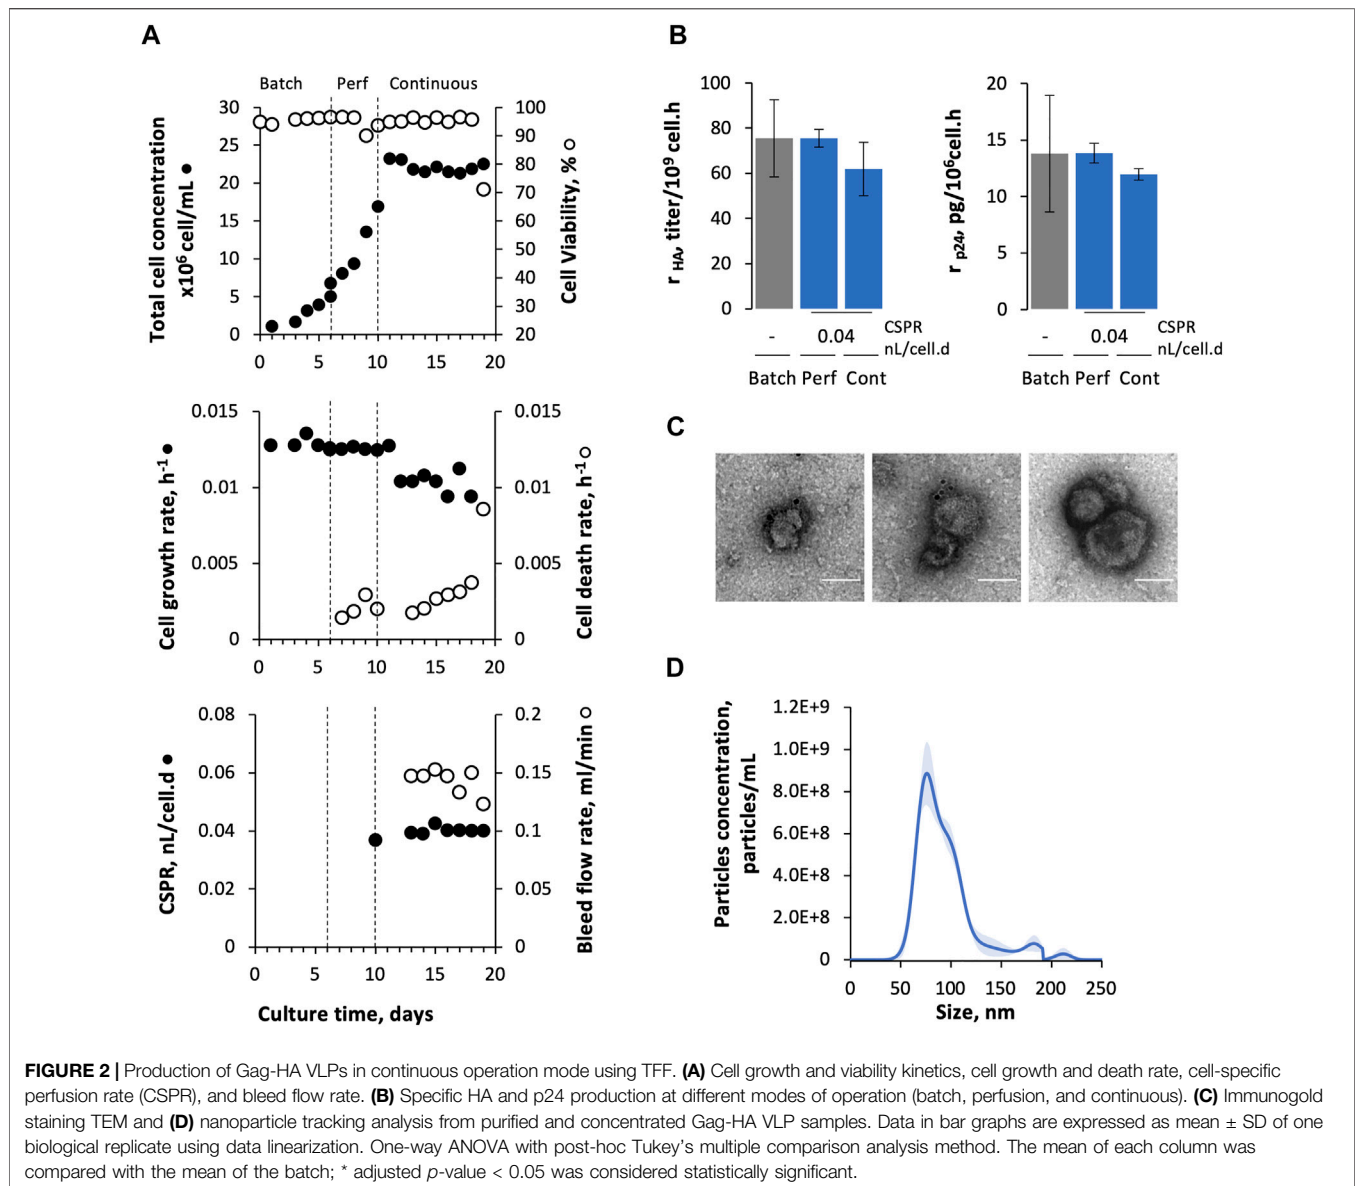 A
Batch Perf Continuous
30
25
20
15
10
5
0
100
90
80
70
60
50
40
30
20
0 5 10 15 20
Total cell concentration
x10⁶ cell/mL ●
Cell Viability, % ○
0.015
0.01
0.005
0
0.015
0.01
0.005
0
0 5 10 15 20
Cell growth rate, h⁻¹ ●
Cell death rate, h⁻¹ ○
0.08
0.06
0.04
0.02
0
0.2
0.15
0.1
0.05
0
0 5 10 15 20
CSPR, nL/cell.d ●
Bleed flow rate, ml/min ○
Culture time, days
B
100
80
60
40
20
0
r HA, titer/10⁹ cell.h
- 0.04 CSPR
nL/cell.d
Batch Perf Cont
20
15
10
5
0
r p24, pg/10⁶cell.h
- 0.04 CSPR
nL/cell.d
Batch Perf Cont
C
D
1.2E+9
1.0E+9
8.0E+8
6.0E+8
4.0E+8
2.0E+8
0
Particles concentration,
particles/mL
0 50 100 150 200 250
Size, nm
FIGURE 2 | Production of Gag-HA VLPs in continuous operation mode using TFF. (A) Cell growth and viability kinetics, cell growth and death rate, cell-specific
perfusion rate (CSPR), and bleed flow rate. (B) Specific HA and p24 production at different modes of operation (batch, perfusion, and continuous). (C) Immunogold
staining TEM and (D) nanoparticle tracking analysis from purified and concentrated Gag-HA VLP samples. Data in bar graphs are expressed as mean ± SD of one
biological replicate using data linearization. One-way ANOVA with post-hoc Tukey's multiple comparison analysis method. The mean of each column was
compared with the mean of the batch; * adjusted p-value < 0.05 was considered statistically significant.